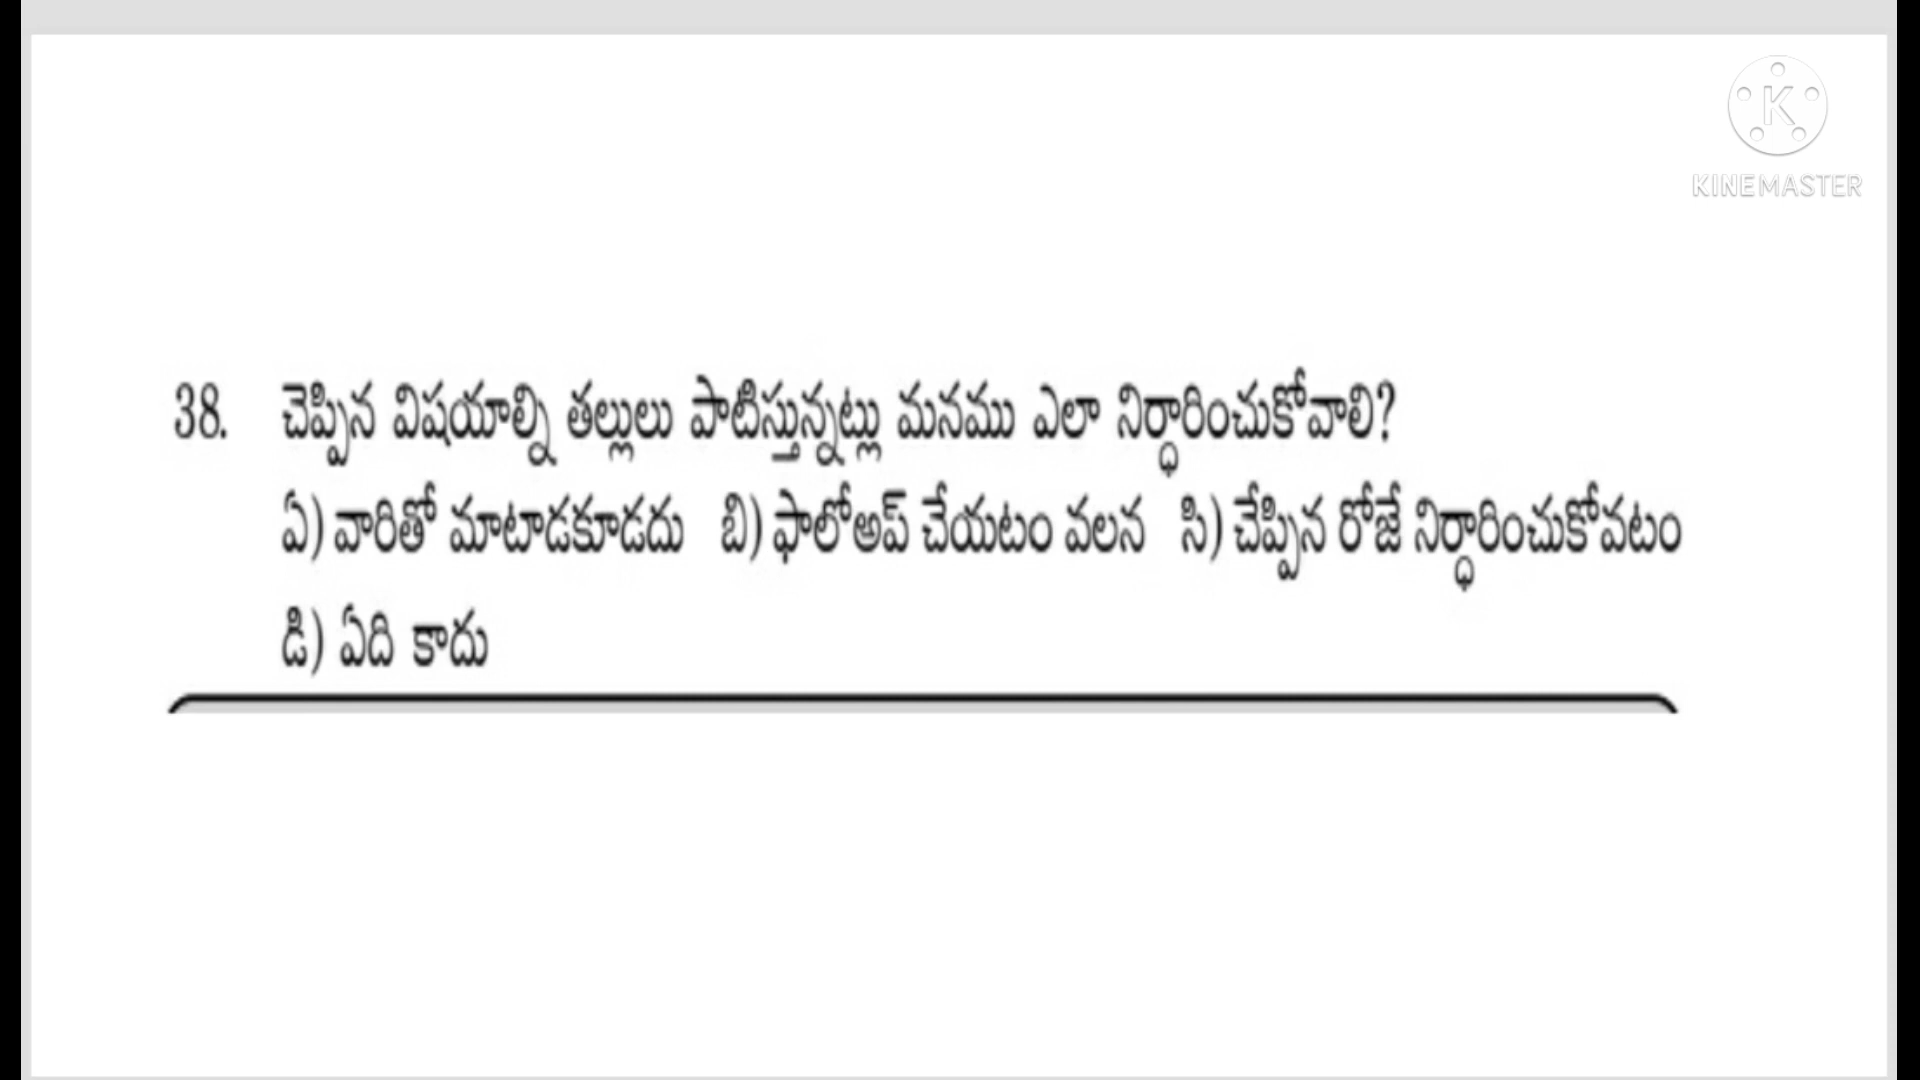 KINEMASTER
38. చెప్పిన విషయాల్ని తల్లులు పాటిస్తున్నట్లు మనము ఎలా నిర్ధారించుకోవాలి?
ఏ) వారితో మాటాడకూడదు బి) ఫాలోఅప్ చేయటం వలన సి) చేప్పిన రోజే నిర్ధారించుకోవటం
డి) ఏది కాదు